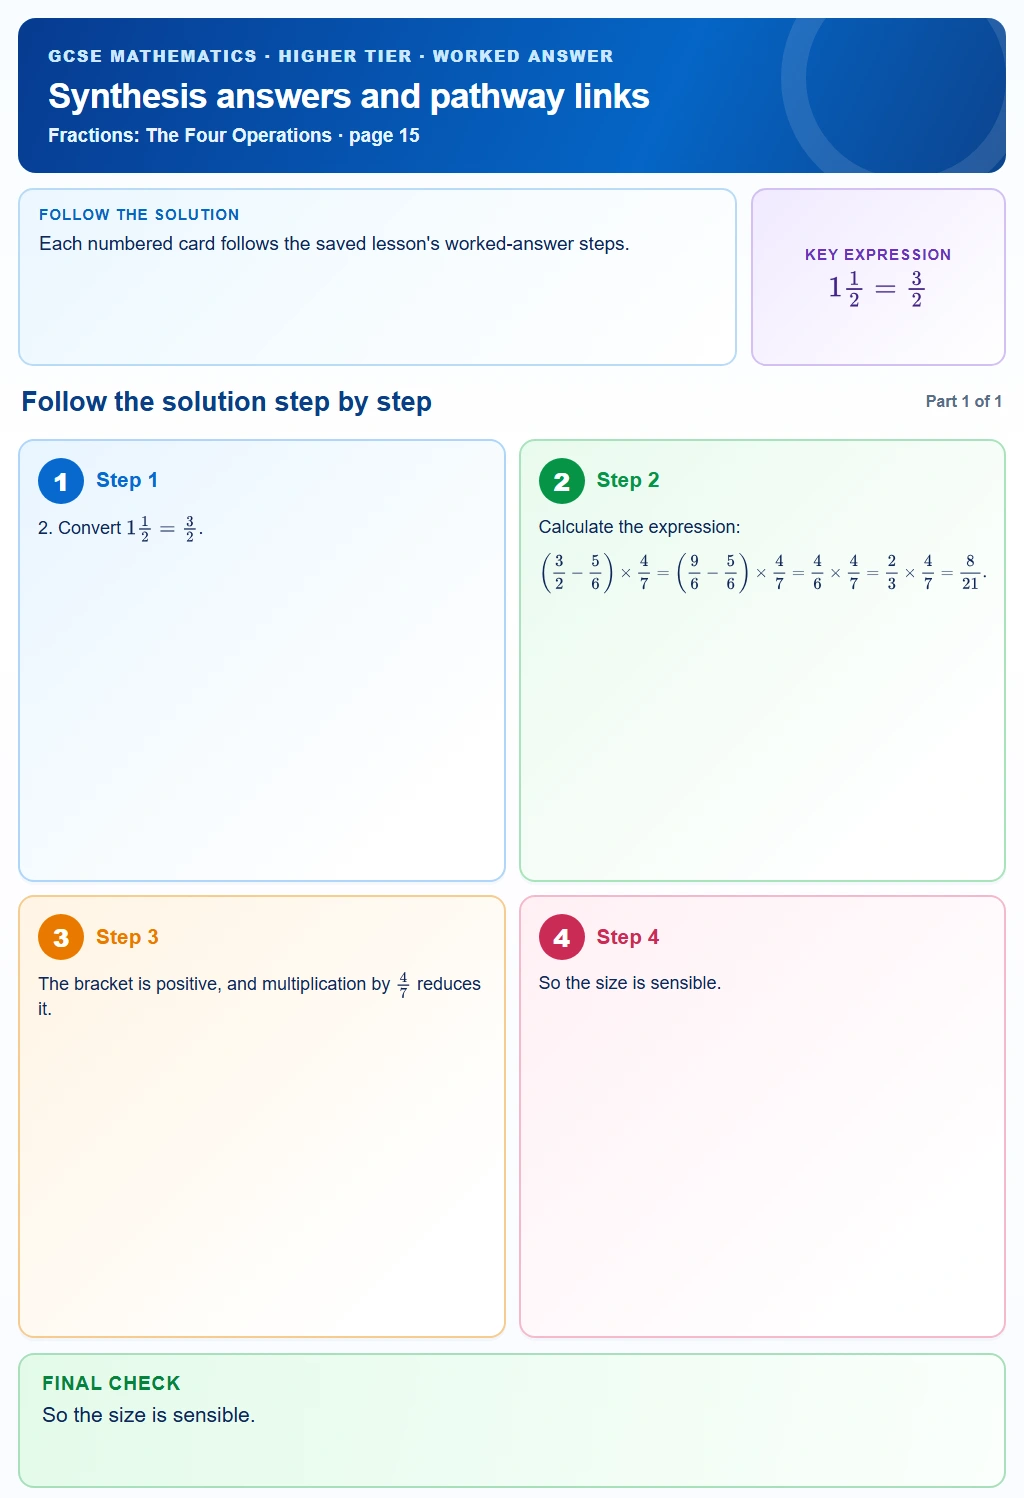 GCSE MATHEMATICS · HIGHER TIER · WORKED ANSWER
Synthesis answers and pathway links
Fractions: The Four Operations · page 15
FOLLOW THE SOLUTION
Each numbered card follows the saved lesson's worked-answer steps.
KEY EXPRESSION
1 1/2 = 3/2
Follow the solution step by step
Part 1 of 1
1 Step 1
2. Convert 1 1/2 = 3/2.
2 Step 2
Calculate the expression:
(3/2 − 5/6) × 4/7 = (9/6 − 5/6) × 4/7 = 4/6 × 4/7 = 2/3 × 4/7 = 8/21.
3 Step 3
The bracket is positive, and multiplication by 4/7 reduces
it.
4 Step 4
So the size is sensible.
FINAL CHECK
So the size is sensible.